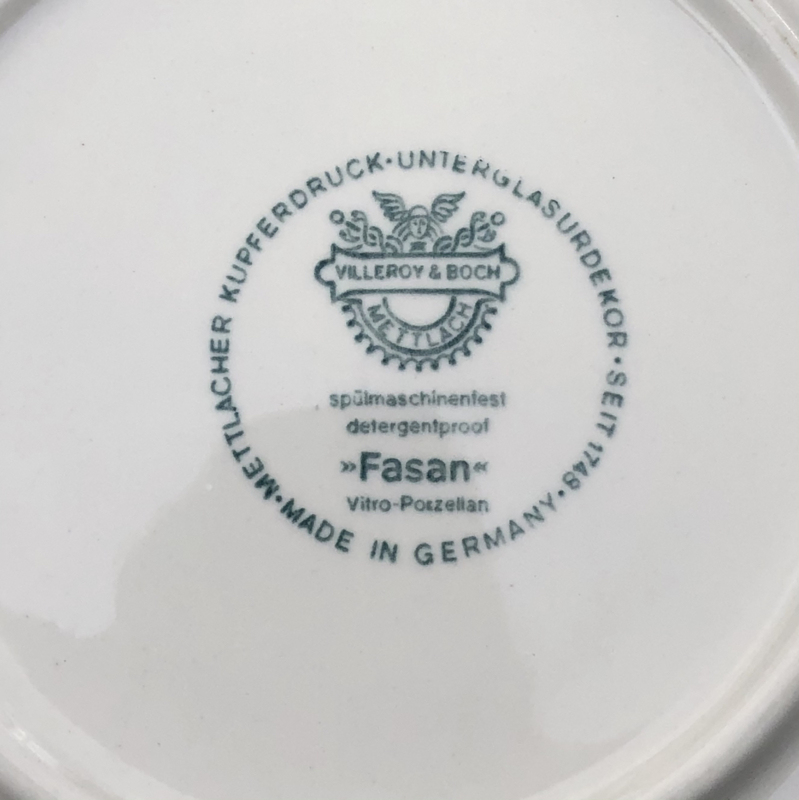 METTLACHER KUPFERDRUCK · UNTERGLASURDEKOR · SEIT 1748 · MADE IN GERMANY ·
VILLEROY & BOCH
METTLACH
spülmaschinenfest
detergentproof
»Fasan«
Vitro-Porzellan